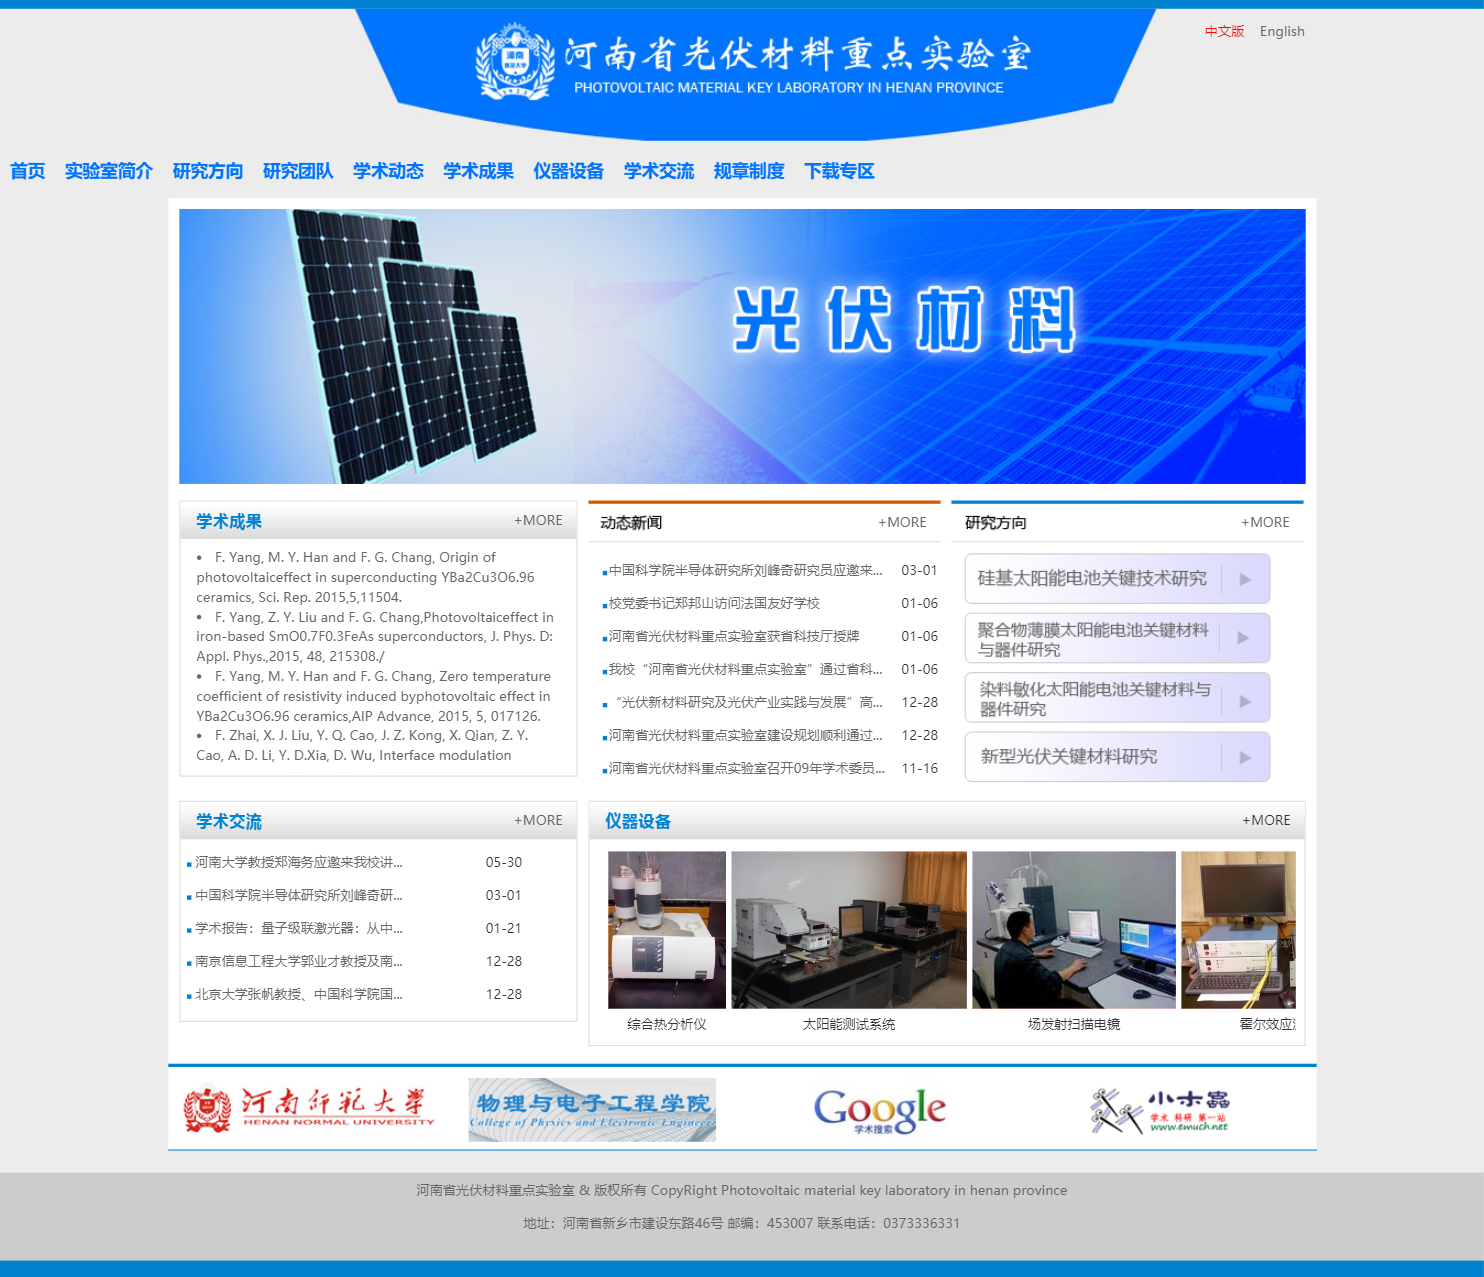 中文版 English
河南省光伏材料重点实验室
PHOTOVOLTAIC MATERIAL KEY LABORATORY IN HENAN PROVINCE
首页 实验室简介 研究方向 研究团队 学术动态 学术成果 仪器设备 学术交流 规章制度 下载专区
光伏材料
学术成果 +MORE
• F. Yang, M. Y. Han and F. G. Chang, Origin of
photovoltaiceffect in superconducting YBa2Cu3O6.96
ceramics, Sci. Rep. 2015,5,11504.
• F. Yang, Z. Y. Liu and F. G. Chang,Photovoltaiceffect in
iron-based SmO0.7F0.3FeAs superconductors, J. Phys. D:
Appl. Phys.,2015, 48, 215308./
• F. Yang, M. Y. Han and F. G. Chang, Zero temperature
coefficient of resistivity induced byphotovoltaic effect in
YBa2Cu3O6.96 ceramics,AIP Advance, 2015, 5, 017126.
• F. Zhai, X. J. Liu, Y. Q. Cao, J. Z. Kong, X. Qian, Z. Y.
Cao, A. D. Li, Y. D.Xia, D. Wu, Interface modulation
动态新闻 +MORE
中国科学院半导体研究所刘峰奇研究员应邀来... 03-01
校党委书记郑邦山访问法国友好学校 01-06
河南省光伏材料重点实验室获省科技厅授牌 01-06
我校“河南省光伏材料重点实验室”通过省科... 01-06
“光伏新材料研究及光伏产业实践与发展”高... 12-28
河南省光伏材料重点实验室建设规划顺利通过... 12-28
河南省光伏材料重点实验室召开09年学术委员... 11-16
研究方向 +MORE
硅基太阳能电池关键技术研究
聚合物薄膜太阳能电池关键材料
与器件研究
染料敏化太阳能电池关键材料与
器件研究
新型光伏关键材料研究
学术交流 +MORE
河南大学教授郑海务应邀来我校讲... 05-30
中国科学院半导体研究所刘峰奇研... 03-01
学术报告：量子级联激光器：从中... 01-21
南京信息工程大学郭业才教授及南... 12-28
北京大学张帆教授、中国科学院国... 12-28
仪器设备 +MORE
综合热分析仪 太阳能测试系统 场发射扫描电镜 霍尔效应
河南师范大学
HENAN NORMAL UNIVERSITY
物理与电子工程学院
College of Physics and Electronic Engineeri
Google
学术搜索
小木蟲
学术 科研 第一站
www.emuch.net
河南省光伏材料重点实验室 & 版权所有 CopyRight Photovoltaic material key laboratory in henan province
地址：河南省新乡市建设东路46号 邮编：453007 联系电话：0373336331